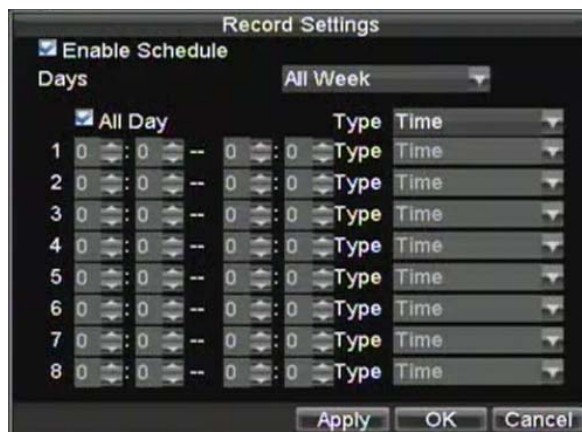 Record Settings
Enable Schedule
Days All Week
All Day Type Time
1 0 : 0 -- 0 : 0 Type Time
2 0 : 0 -- 0 : 0 Type Time
3 0 : 0 -- 0 : 0 Type Time
4 0 : 0 -- 0 : 0 Type Time
5 0 : 0 -- 0 : 0 Type Time
6 0 : 0 -- 0 : 0 Type Time
7 0 : 0 -- 0 : 0 Type Time
8 0 : 0 -- 0 : 0 Type Time
Apply OK Cancel